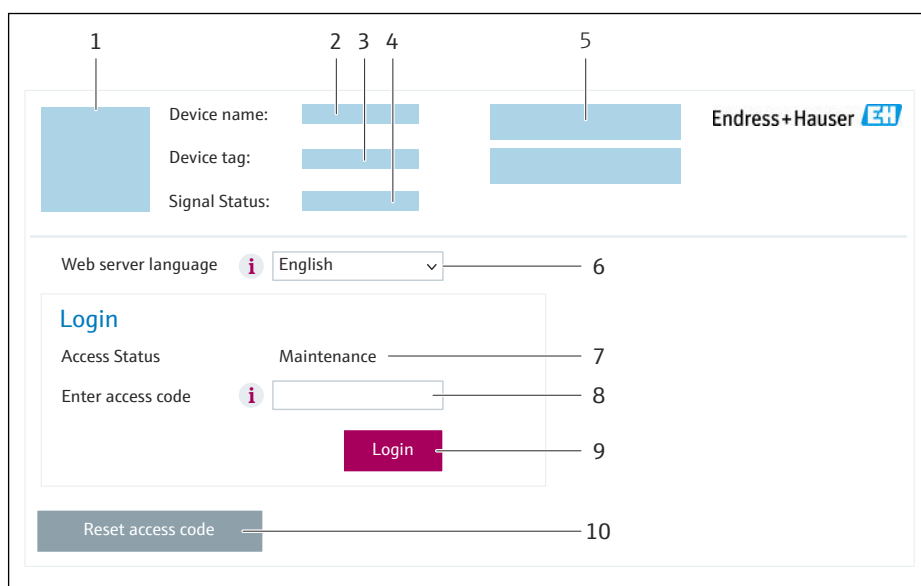 1 2 3 4 5
Device name:
Endress+Hauser EH
Device tag:
Signal Status:
Web server language i English 6
Login
Access Status Maintenance 7
Enter access code i 8
Login 9
Reset access code 10